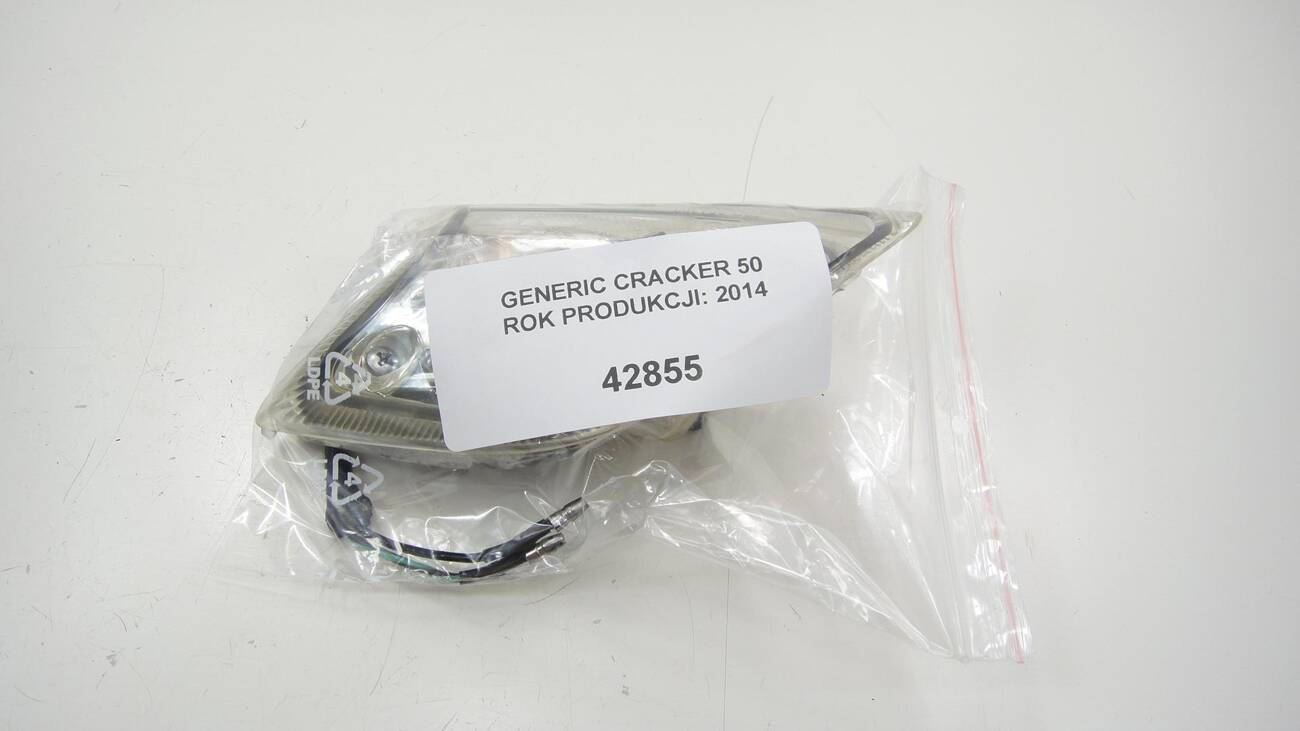 GENERIC CRACKER 50
ROK PRODUKCJI: 2014
42855
4
LDPE
4